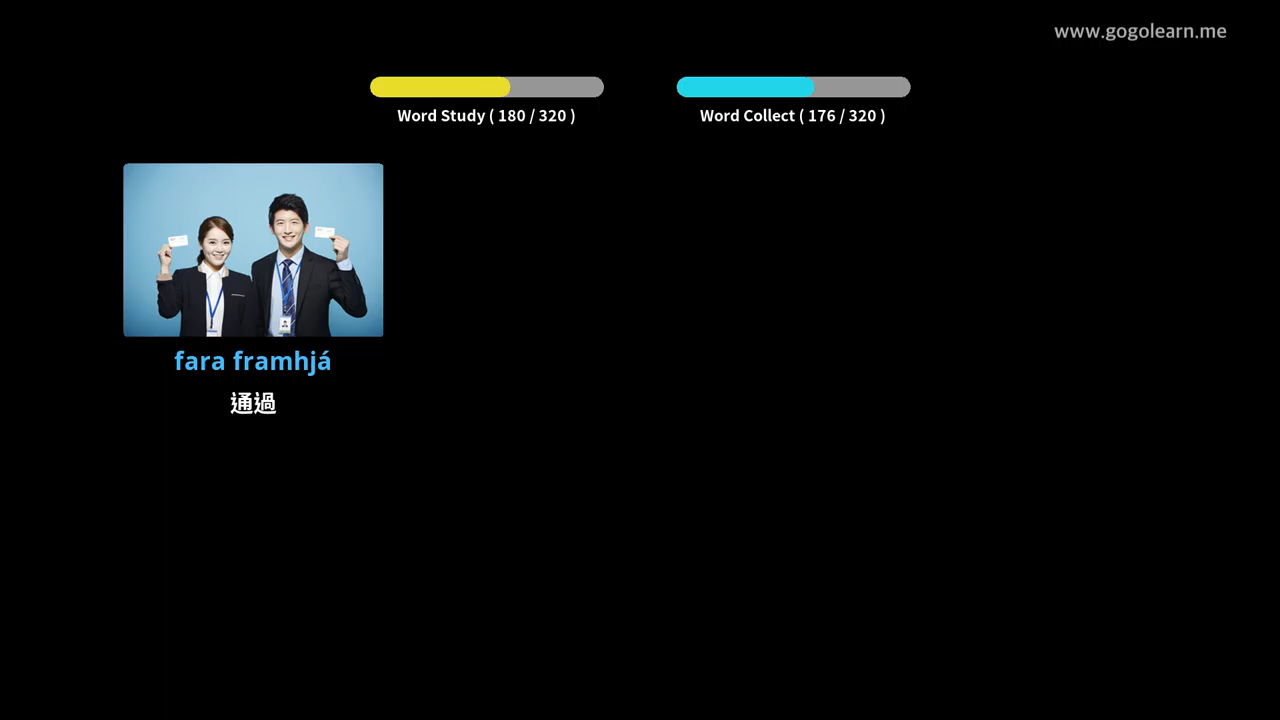 www.gogolearn.me
Word Study ( 180 / 320 )
Word Collect ( 176 / 320 )
fara framhjá
通過